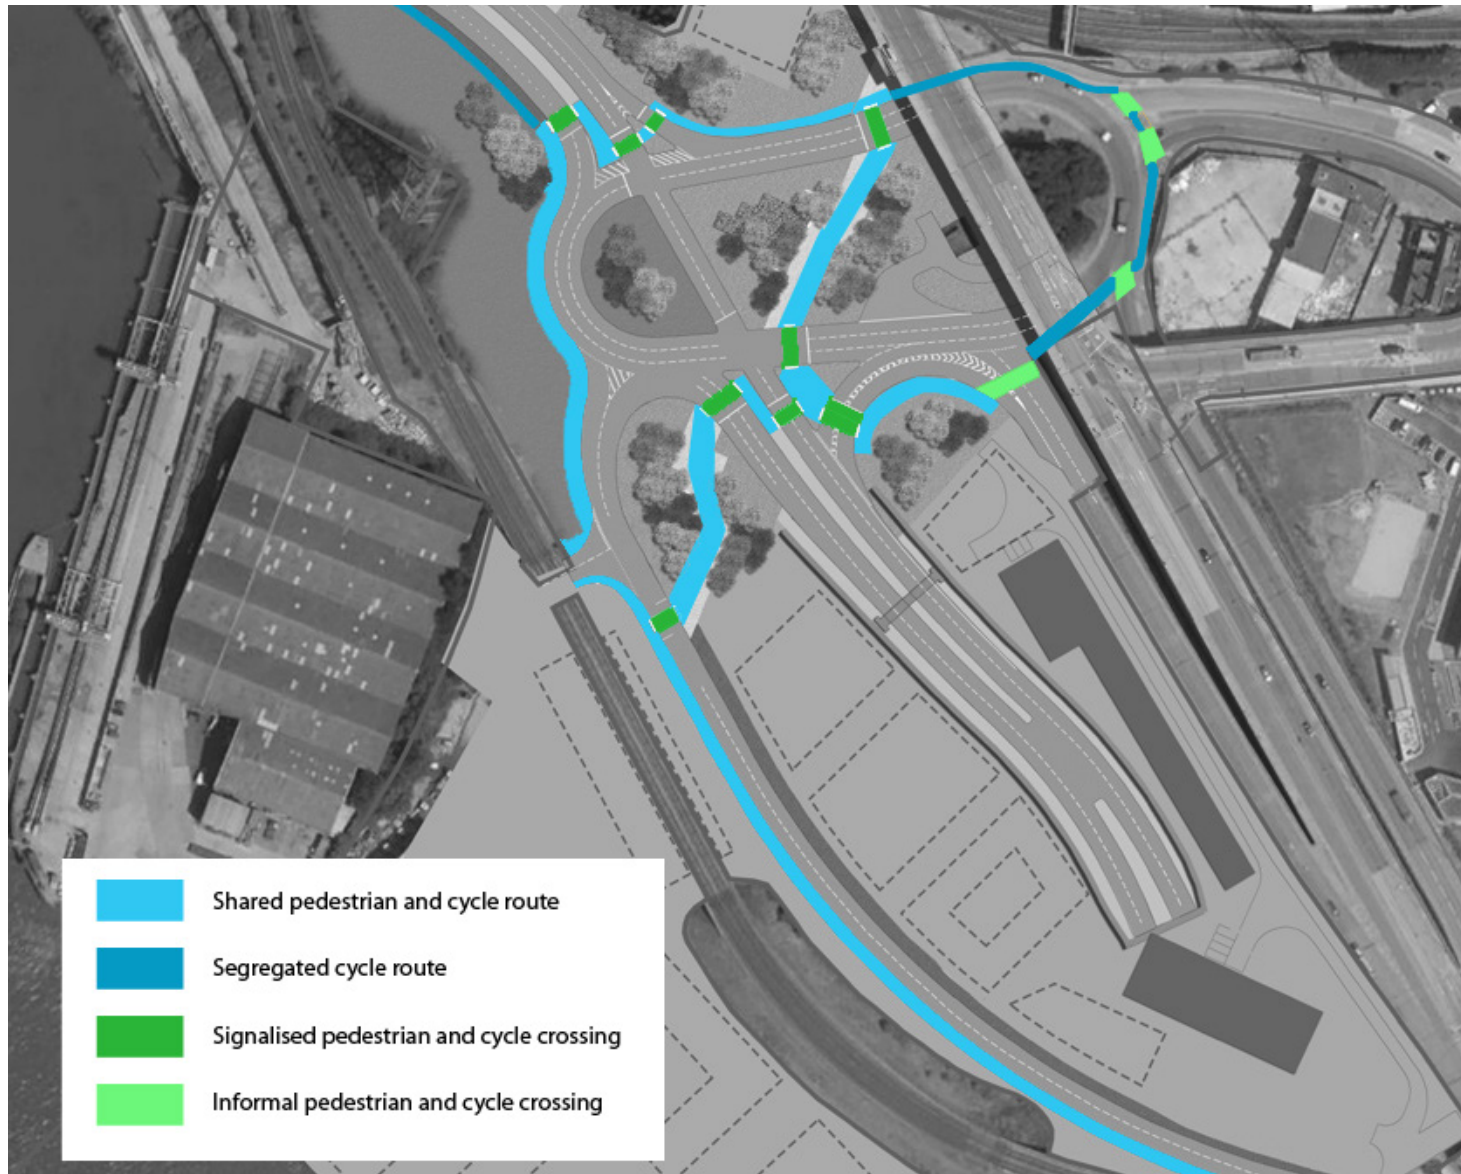 Shared pedestrian and cycle route
Segregated cycle route
Signalised pedestrian and cycle crossing
Informal pedestrian and cycle crossing